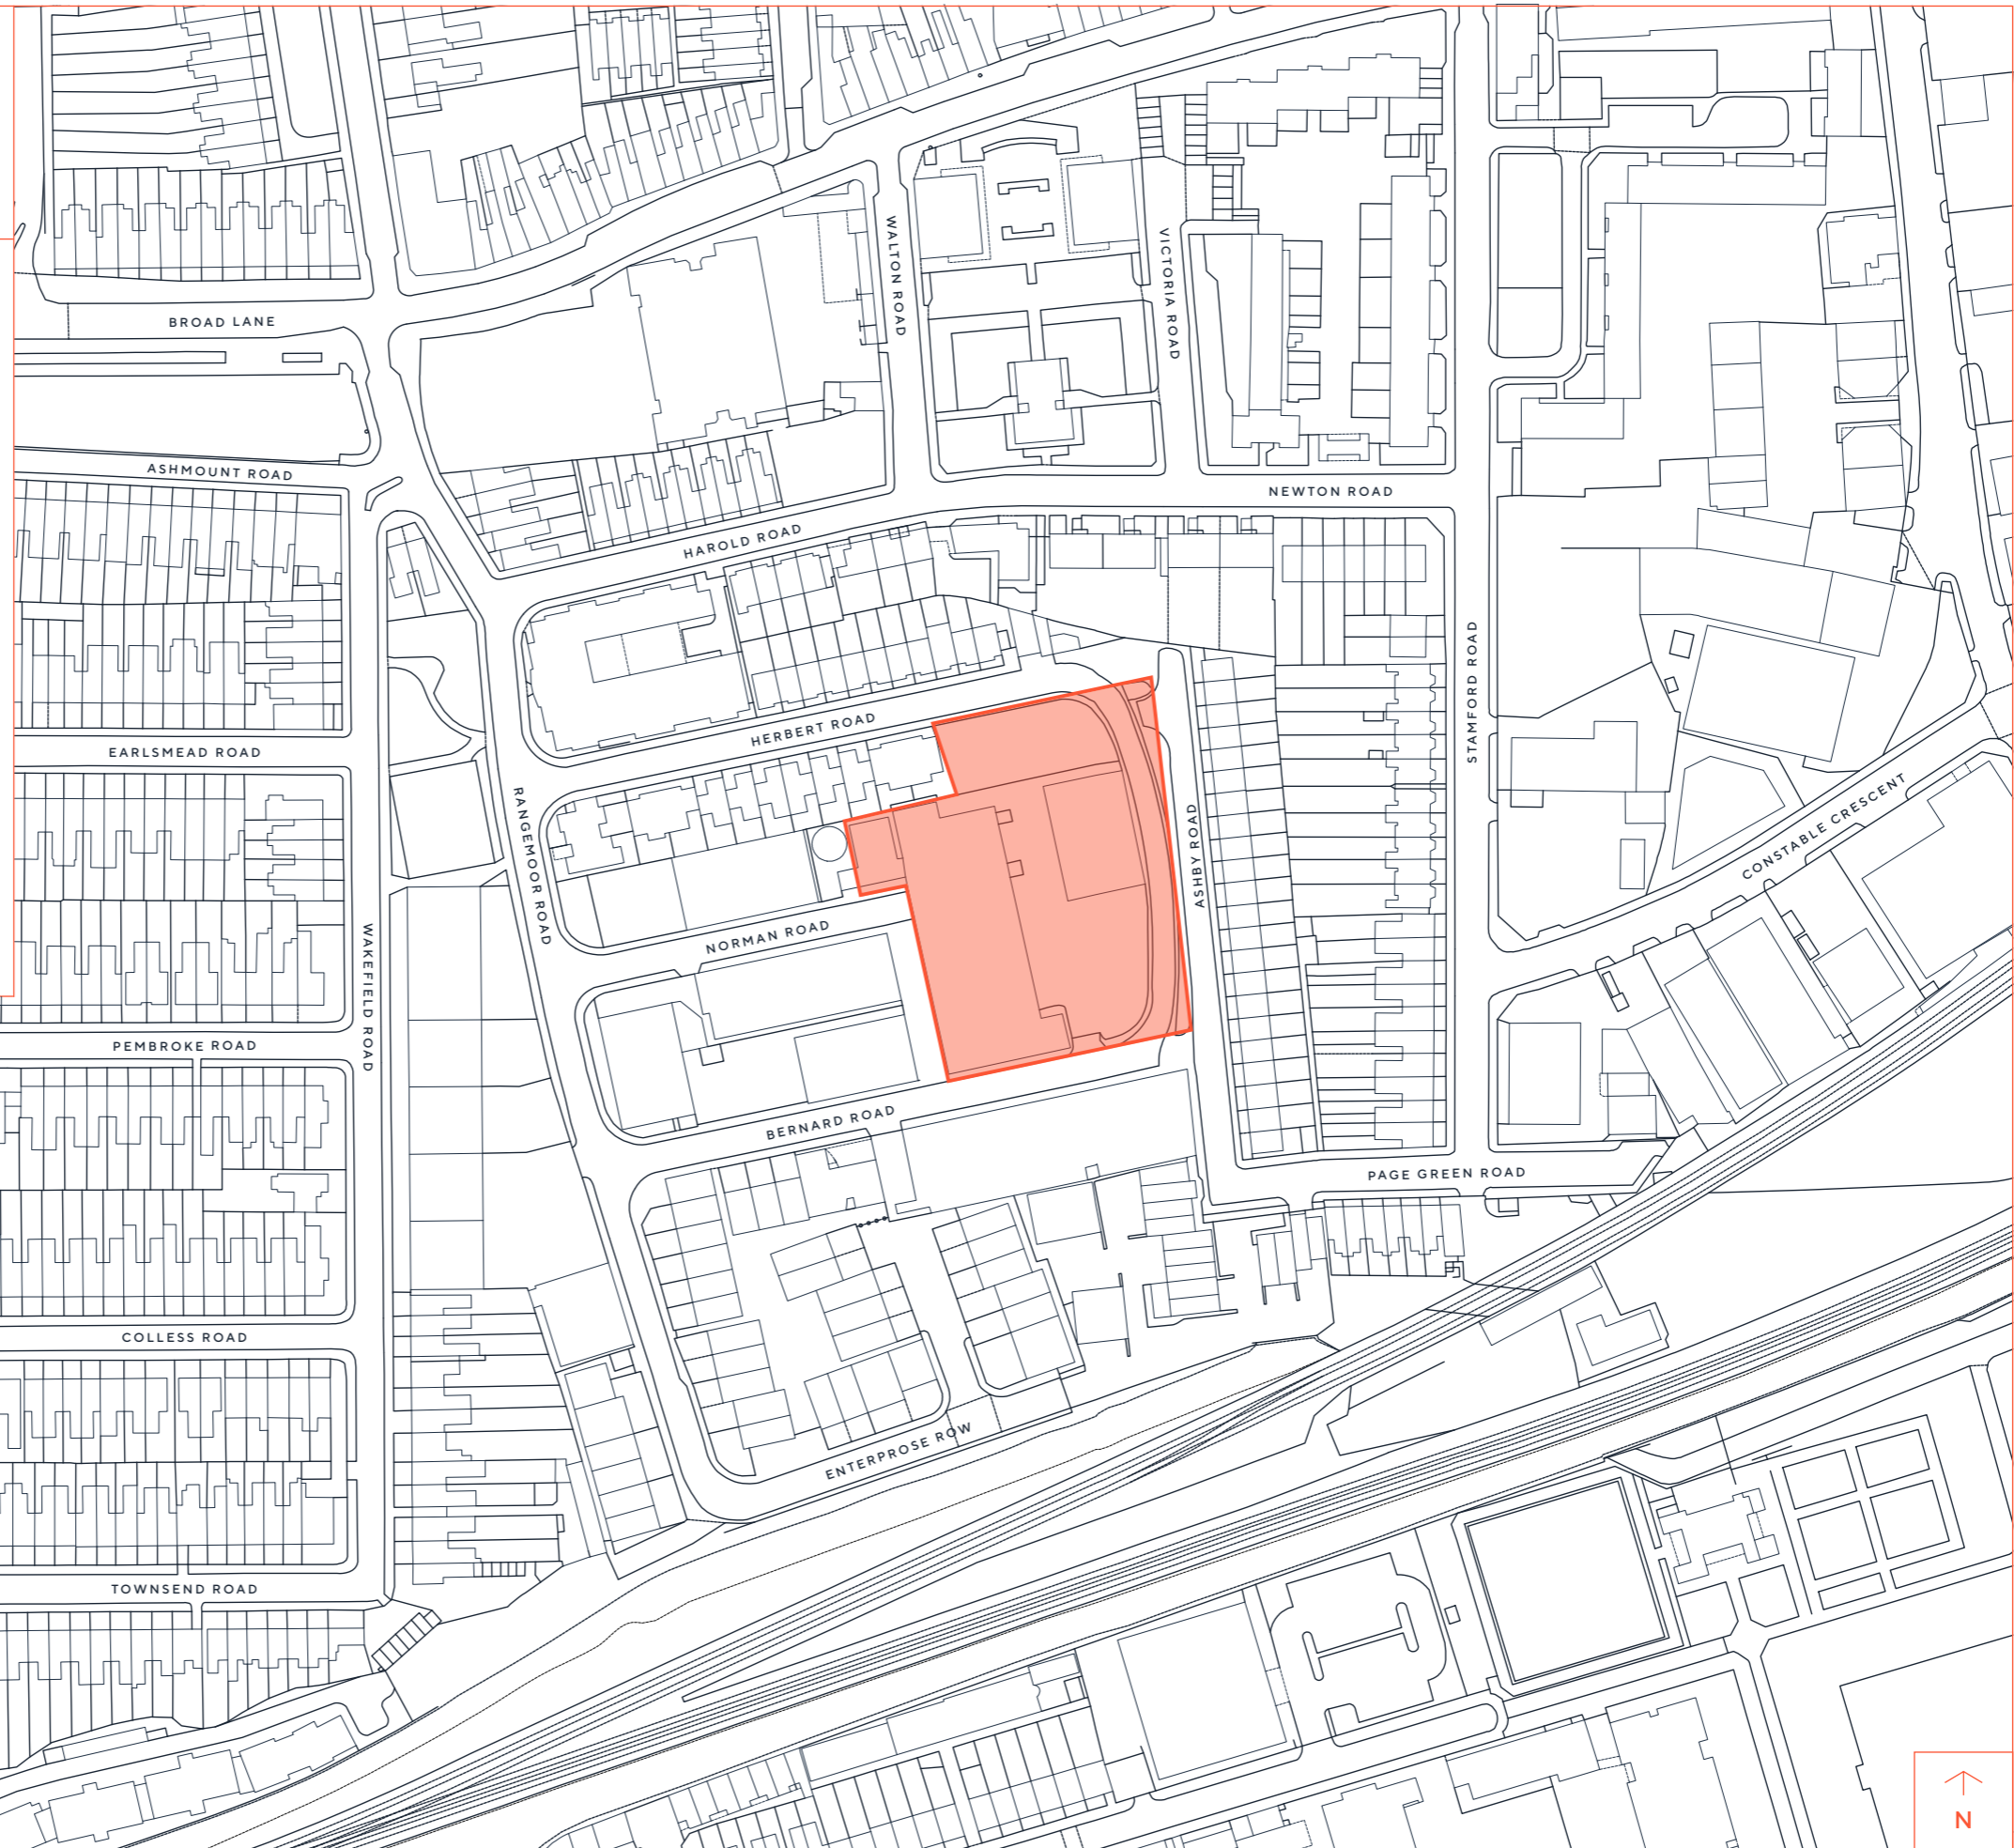 WALTON ROAD
VICTORIA ROAD
BROAD LANE
ASHMOUNT ROAD
NEWTON ROAD
HAROLD ROAD
STAMFORD ROAD
HERBERT ROAD
EARLSMEAD ROAD
RANGEMOOR ROAD
ASHBY ROAD
CONSTABLE CRESCENT
NORMAN ROAD
WAKEFIELD ROAD
PEMBROKE ROAD
BERNARD ROAD
PAGE GREEN ROAD
COLLESS ROAD
ENTERPROSE ROW
TOWNSEND ROAD
N